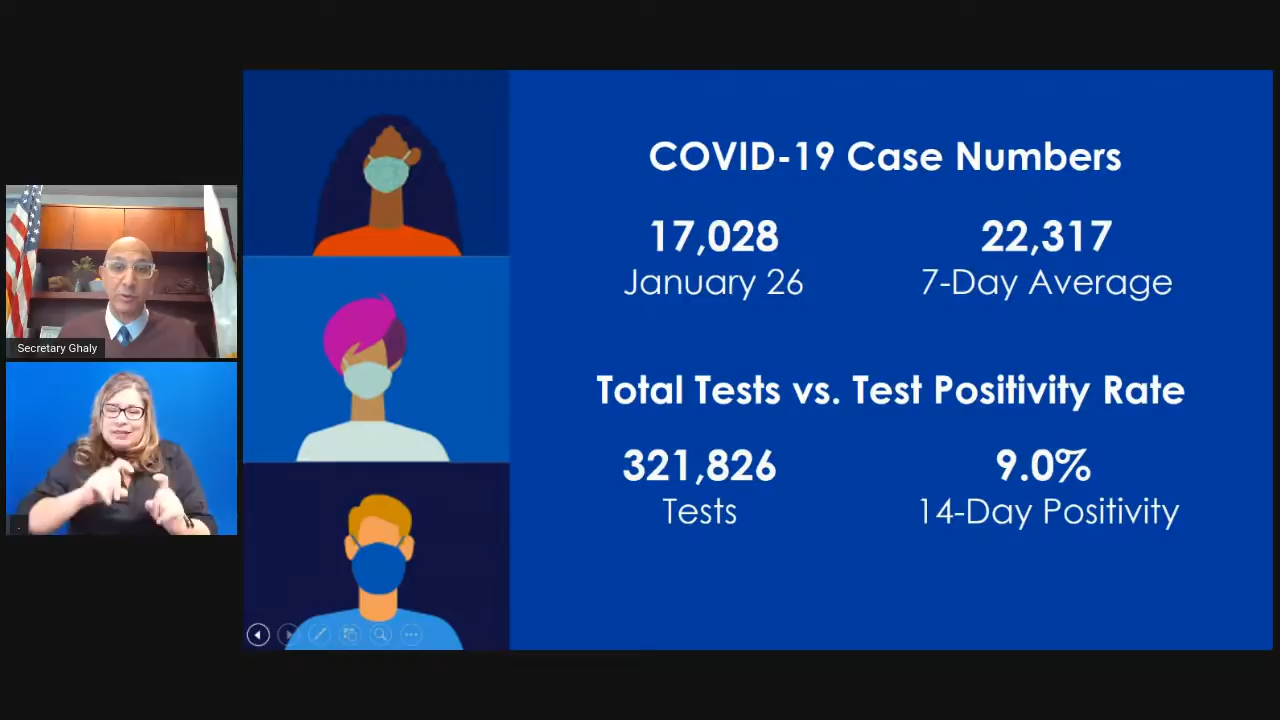 Secretary Ghaly
COVID-19 Case Numbers
17,028
January 26
22,317
7-Day Average
Total Tests vs. Test Positivity Rate
321,826
Tests
9.0%
14-Day Positivity